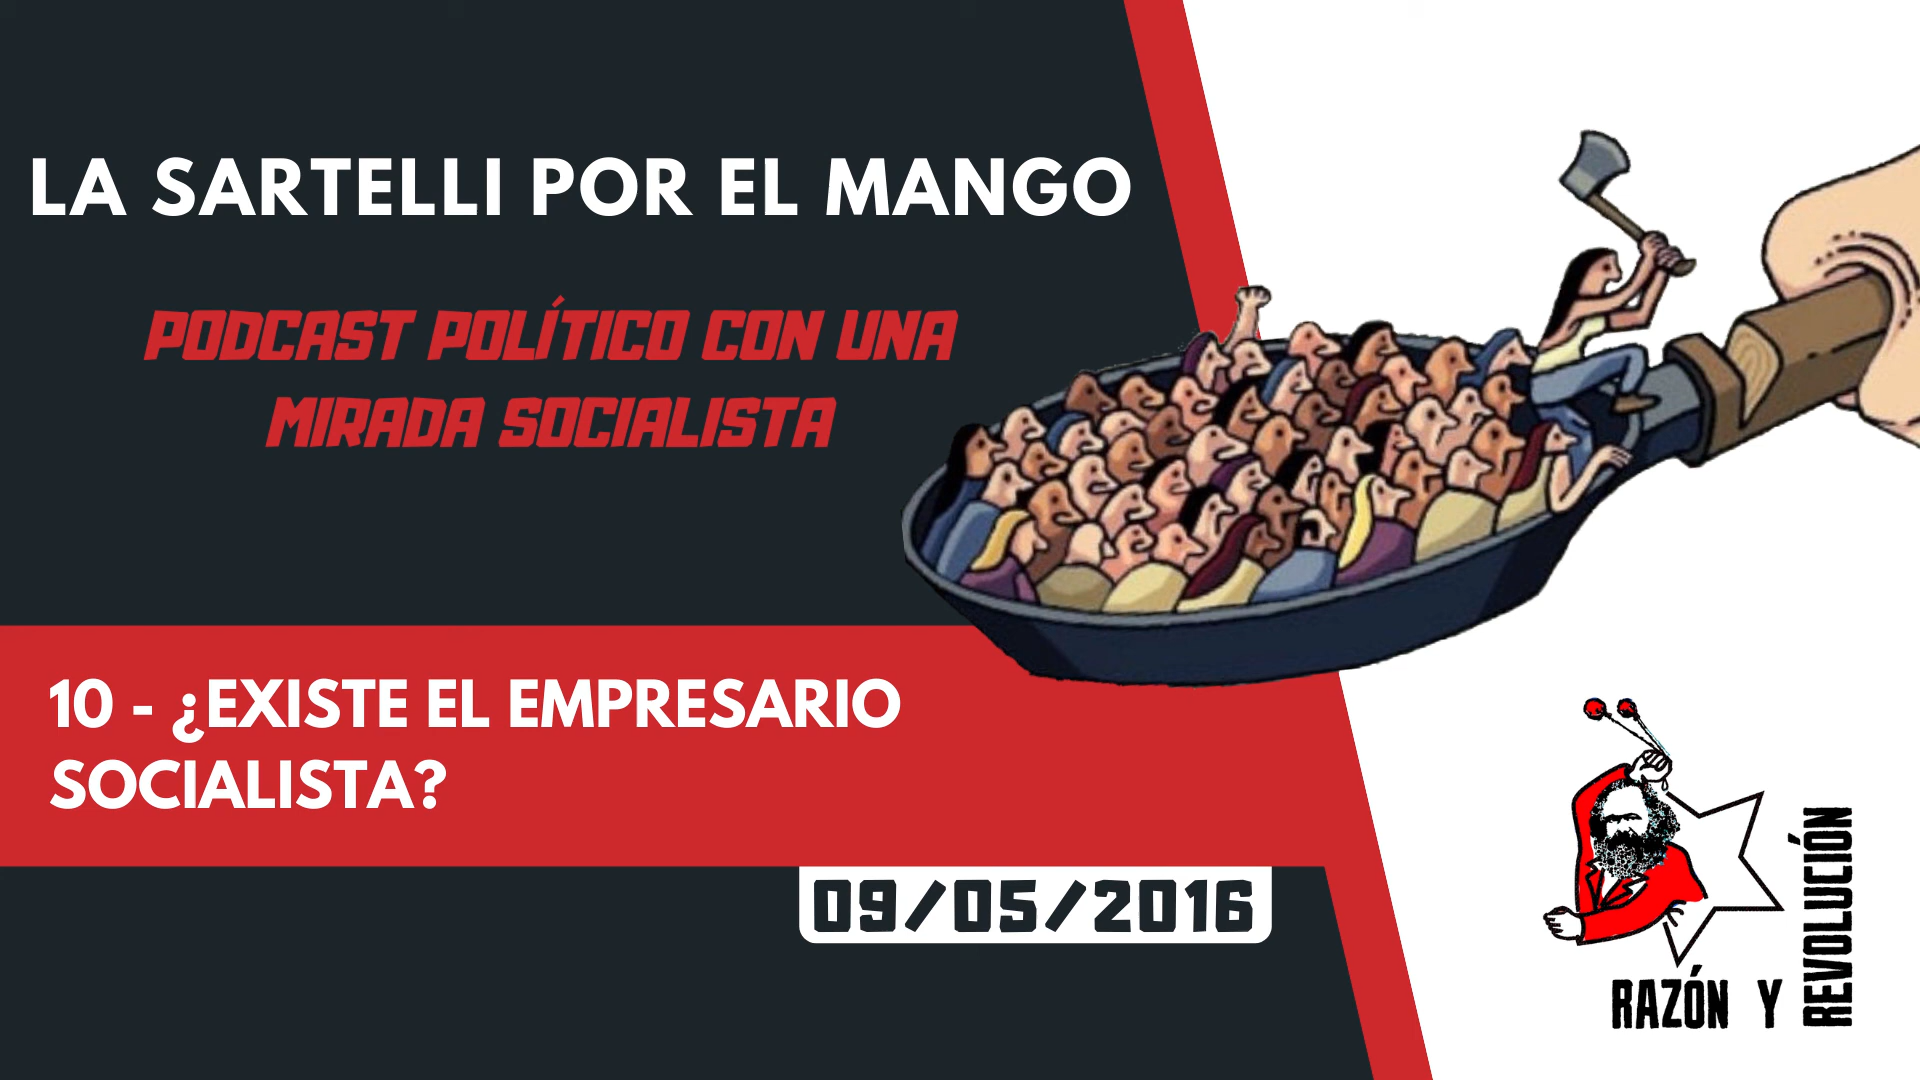 LA SARTELLI POR EL MANGO
PODCAST POLÍTICO CON UNA
MIRADA SOCIALISTA
10 - ¿EXISTE EL EMPRESARIO
SOCIALISTA?
09/05/2016
RAZÓN Y
REVOLUCIÓN